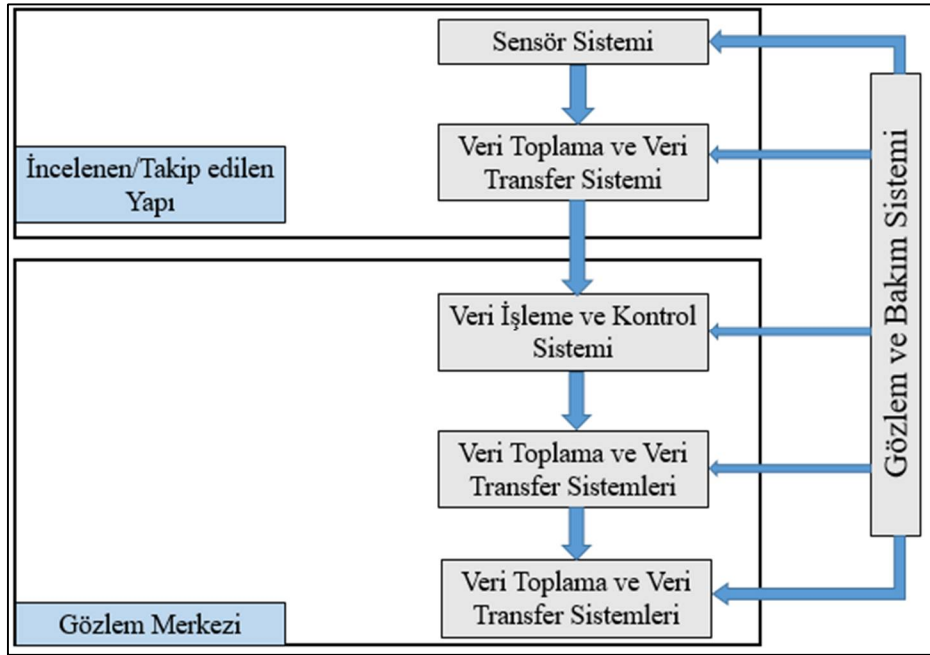 Sensör Sistemi
Veri Toplama ve Veri
Transfer Sistemi
İncelenen/Takip edilen
Yapı
Veri İşleme ve Kontrol
Sistemi
Veri Toplama ve Veri
Transfer Sistemleri
Veri Toplama ve Veri
Transfer Sistemleri
Gözlem Merkezi
Gözlem ve Bakım Sistemi